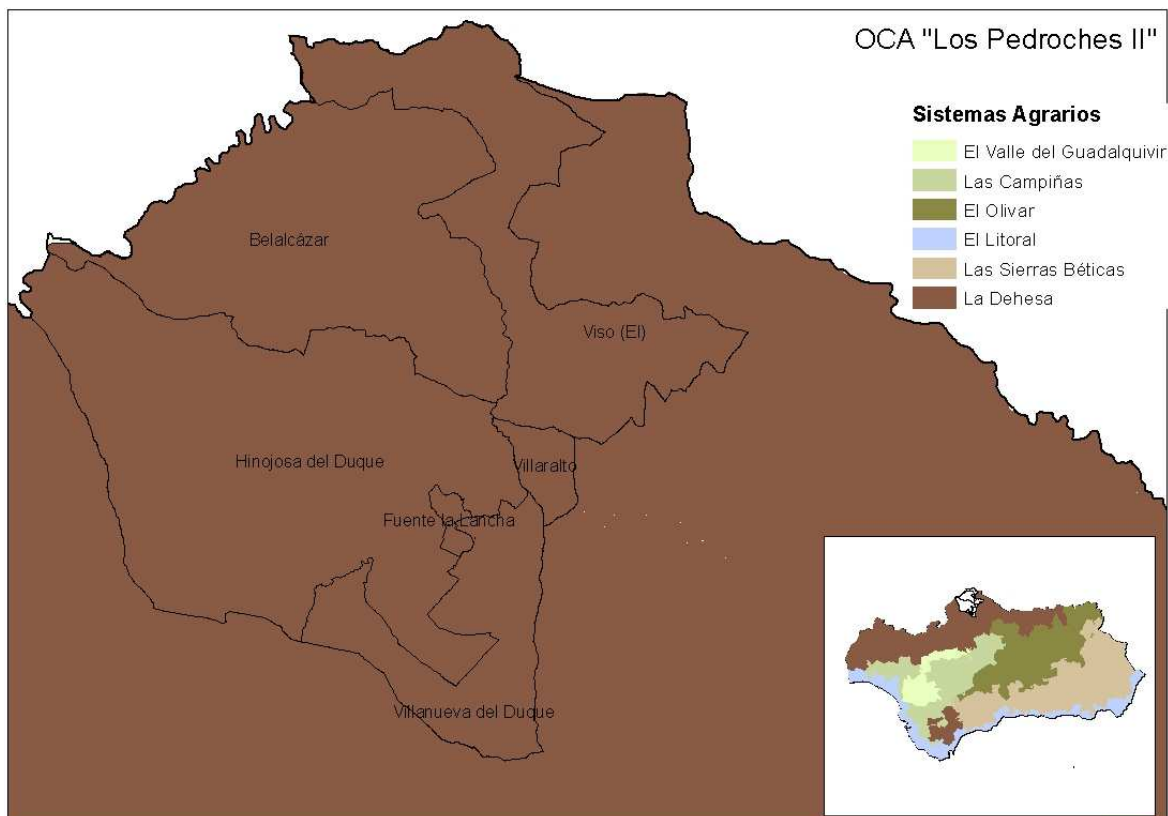 OCA "Los Pedroches II"
Sistemas Agrarios
El Valle del Guadalquivir
Las Campiñas
El Olivar
El Litoral
Las Sierras Béticas
La Dehesa
Belalcázar
Viso (El)
Hinojosa del Duque
Villaralto
Fuente la Lancha
Villanueva del Duque